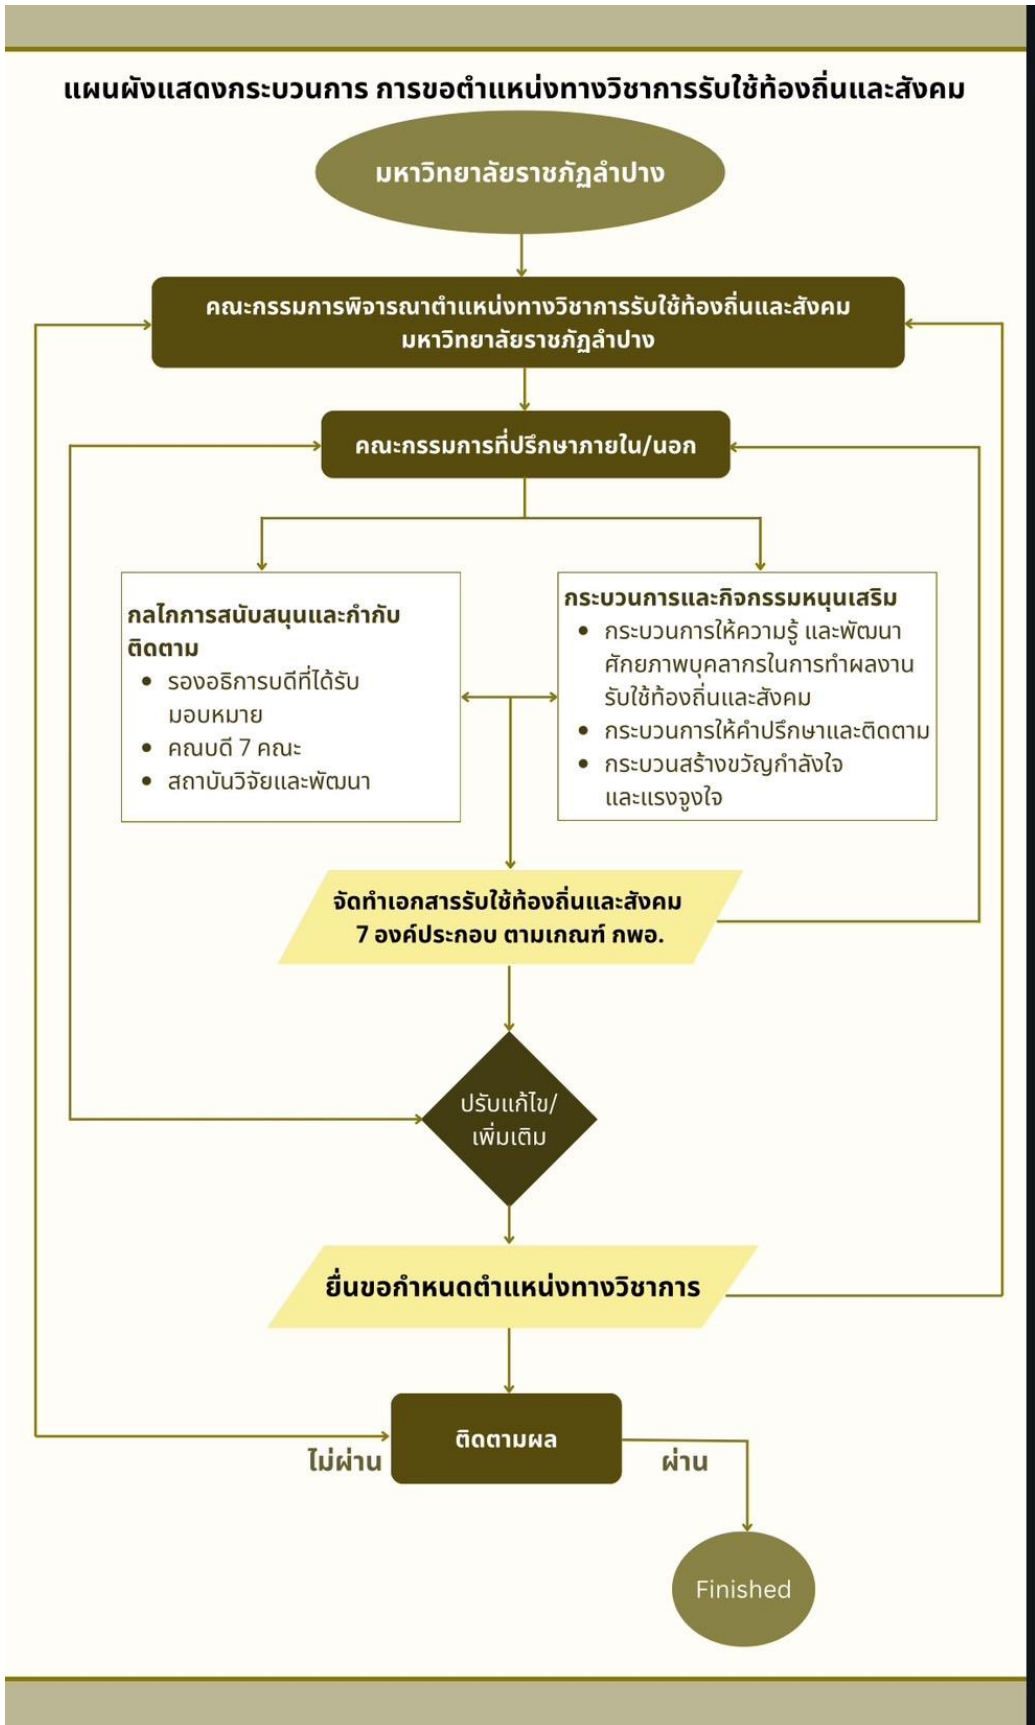 แผนผังแสดงกระบวนการ การขอตำแหน่งทางวิชาการรับใช้ท้องถิ่นและสังคม
มหาวิทยาลัยราชภัฏลำปาง
คณะกรรมการพิจารณาตำแหน่งทางวิชาการรับใช้ท้องถิ่นและสังคม
มหาวิทยาลัยราชภัฏลำปาง
คณะกรรมการที่ปรึกษาภายใน/นอก
กลไกการสนับสนุนและกำกับ
ติดตาม
• รองอธิการบดีที่ได้รับ
มอบหมาย
• คณบดี 7 คณะ
• สถาบันวิจัยและพัฒนา
กระบวนการและกิจกรรมหนุนเสริม
• กระบวนการให้ความรู้ และพัฒนา
ศักยภาพบุคลากรในการทำผลงาน
รับใช้ท้องถิ่นและสังคม
• กระบวนการให้คำปรึกษาและติดตาม
• กระบวนสร้างขวัญกำลังใจ
และแรงจูงใจ
จัดทำเอกสารรับใช้ท้องถิ่นและสังคม
7 องค์ประกอบ ตามเกณฑ์ กพอ.
ปรับแก้ไข/
เพิ่มเติม
ยื่นขอกำหนดตำแหน่งทางวิชาการ
ติดตามผล
ไม่ผ่าน
ผ่าน
Finished